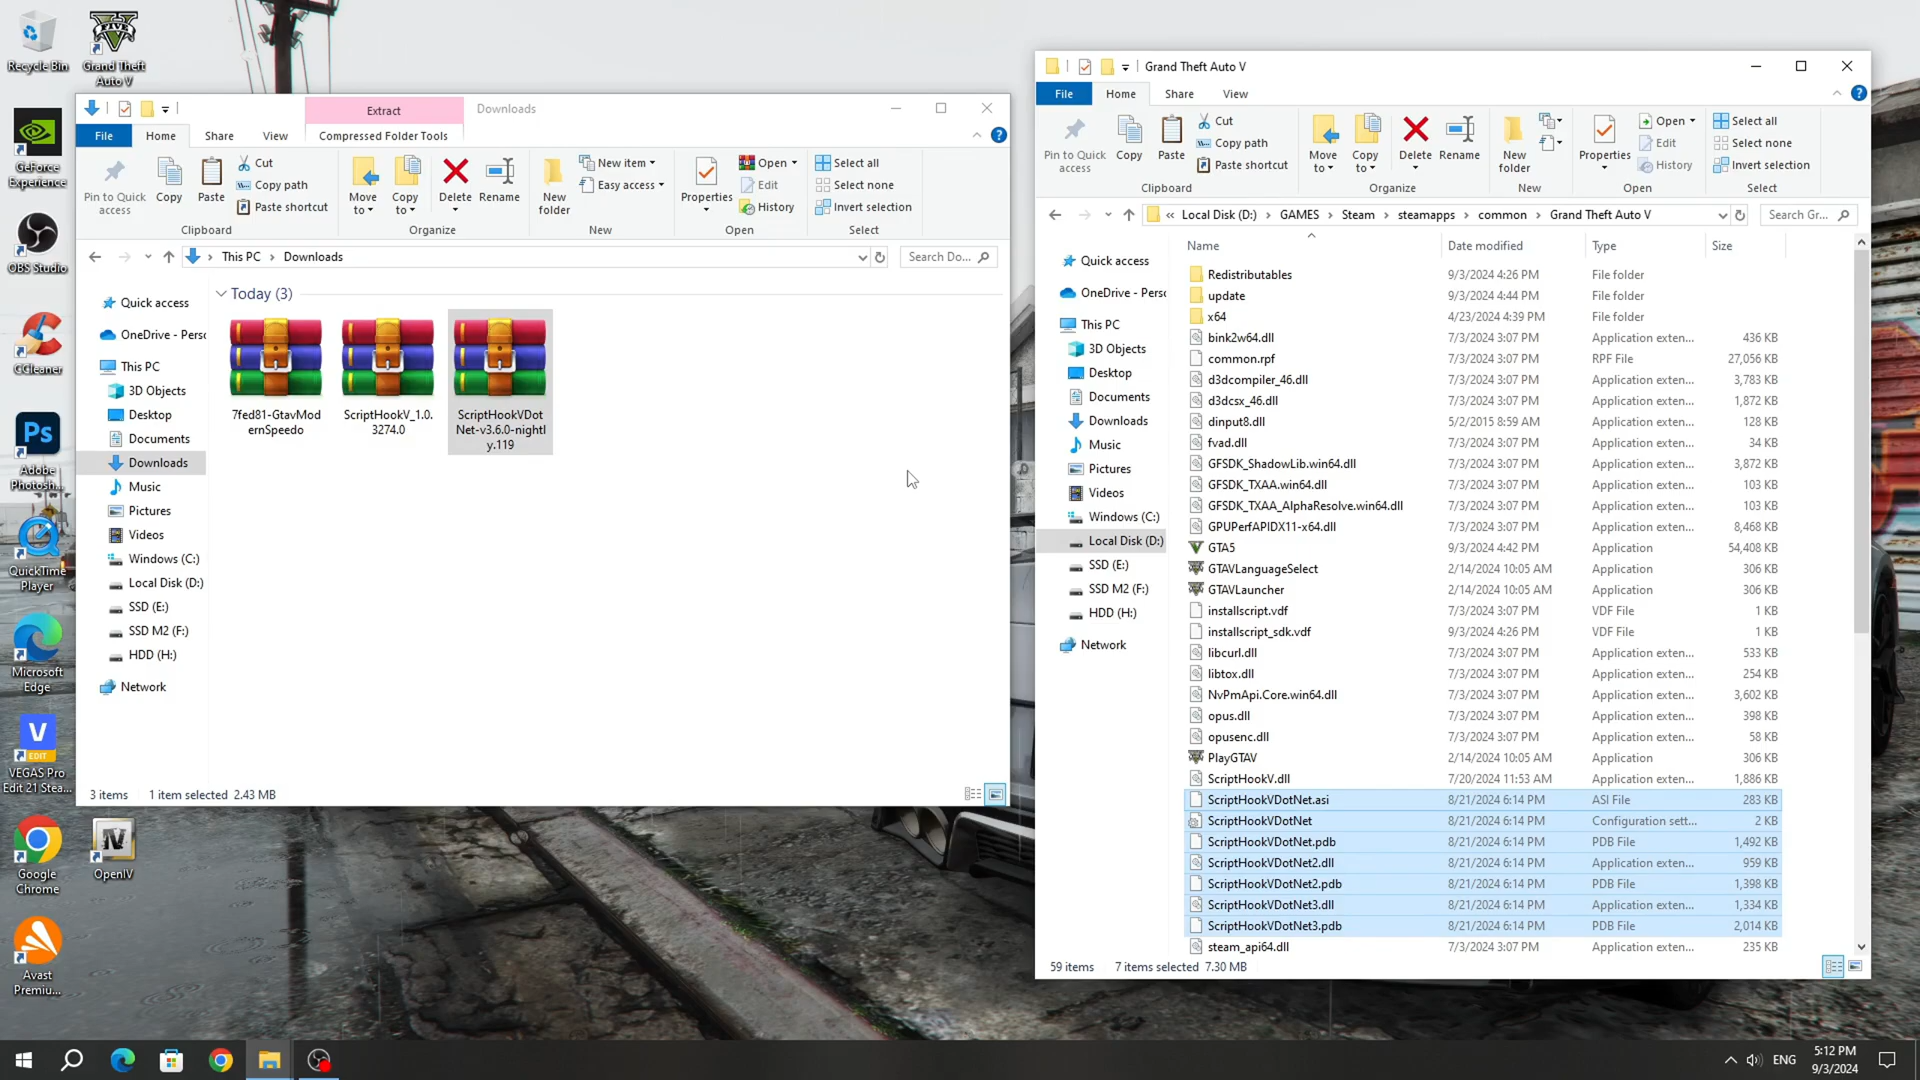 Recycle Bin
Grand Theft
Auto V
GeForce
Experience
OBS Studio
CCleaner
Ps
Adobe
Photosh...
QuickTime
Player
Microsoft
Edge
V
EDIT
VEGAS Pro
Edit 21 Stea...
Google
Chrome
OpenIV
Avast
Premiu...
Extract
Downloads
File
Home
Share
View
Compressed Folder Tools
Pin to Quick
access
Copy
Paste
Cut
Copy path
Paste shortcut
Clipboard
Move
to
Copy
to
Delete
Rename
Organize
New
folder
New item
Easy access
New
Properties
Open
Edit
History
Open
Select all
Select none
Invert selection
Select
This PC
Downloads
Search Do...
Quick access
OneDrive - Perso
This PC
3D Objects
Desktop
Documents
Downloads
Music
Pictures
Videos
Windows (C:)
Local Disk (D:)
SSD (E:)
SSD M2 (F:)
HDD (H:)
Network
Today (3)
7fed81-GtavMod
ernSpeedo
ScriptHookV_1.0.
3274.0
ScriptHookVDot
Net-v3.6.0-nightl
y.119
3 items
1 item selected 2.43 MB
Grand Theft Auto V
File
Home
Share
View
Pin to Quick
access
Copy
Paste
Cut
Copy path
Paste shortcut
Clipboard
Move
to
Copy
to
Delete
Rename
Organize
New
folder
New
Properties
Open
Edit
History
Open
Select all
Select none
Invert selection
Select
« Local Disk (D:) > GAMES > Steam > steamapps > common > Grand Theft Auto V
Search Gr...
Quick access
OneDrive - Perso
This PC
3D Objects
Desktop
Documents
Downloads
Music
Pictures
Videos
Windows (C:)
Local Disk (D:)
SSD (E:)
SSD M2 (F:)
HDD (H:)
Network
Name Date modified Type Size
Redistributables 9/3/2024 4:26 PM File folder
update 9/3/2024 4:44 PM File folder
x64 4/23/2024 4:39 PM File folder
bink2w64.dll 7/3/2023 3:07 PM Application exten... 436 KB
common.rpf 7/3/2024 3:07 PM RPF File 27,056 KB
d3dcompiler_46.dll 7/3/2024 3:07 PM Application exten... 3,783 KB
d3dcsx_46.dll 7/3/2024 3:07 PM Application exten... 1,872 KB
dinput8.dll 5/2/2015 8:59 AM Application exten... 128 KB
fvad.dll 7/3/2024 3:07 PM Application exten... 34 KB
GFSDK_ShadowLib.win64.dll 7/3/2024 3:07 PM Application exten... 3,872 KB
GFSDK_TXAA.win64.dll 7/3/2024 3:07 PM Application exten... 103 KB
GFSDK_TXAA_AlphaResolve.win64.dll 7/3/2024 3:07 PM Application exten... 103 KB
GPUPerfAPIDX11-x64.dll 7/3/2024 3:07 PM Application exten... 8,468 KB
GTA5 9/3/2024 4:42 PM Application 54,408 KB
GTAVLanguageSelect 2/14/2024 10:05 AM Application 306 KB
GTAVLauncher 2/14/2024 10:05 AM Application 306 KB
installscript.vdf 7/3/2024 3:07 PM VDF File 1 KB
installscript_sdk.vdf 9/3/2024 4:26 PM VDF File 1 KB
libcurl.dll 7/3/2024 3:07 PM Application exten... 533 KB
libtox.dll 7/3/2024 3:07 PM Application exten... 254 KB
NvPmApi.Core.win64.dll 7/3/2024 3:07 PM Application exten... 3,602 KB
opus.dll 7/3/2024 3:07 PM Application exten... 398 KB
opusenc.dll 7/3/2024 3:07 PM Application exten... 58 KB
PlayGTAV 2/14/2024 10:05 AM Application 306 KB
ScriptHookV.dll 7/20/2024 11:53 AM Application exten... 1,886 KB
ScriptHookVDotNet.asi 8/21/2024 6:14 PM ASI File 283 KB
ScriptHookVDotNet 8/21/2024 6:14 PM Configuration sett... 2 KB
ScriptHookVDotNet.pdb 8/21/2024 6:14 PM PDB File 1,492 KB
ScriptHookVDotNet2.dll 8/21/2024 6:14 PM Application exten... 959 KB
ScriptHookVDotNet2.pdb 8/21/2024 6:14 PM PDB File 1,398 KB
ScriptHookVDotNet3.dll 8/21/2024 6:14 PM Application exten... 1,334 KB
ScriptHookVDotNet3.pdb 8/21/2024 6:14 PM PDB File 2,014 KB
steam_api64.dll 7/3/2024 3:07 PM Application exten... 235 KB
59 items
7 items selected 7.30 MB
ENG
5:12 PM
9/3/2024